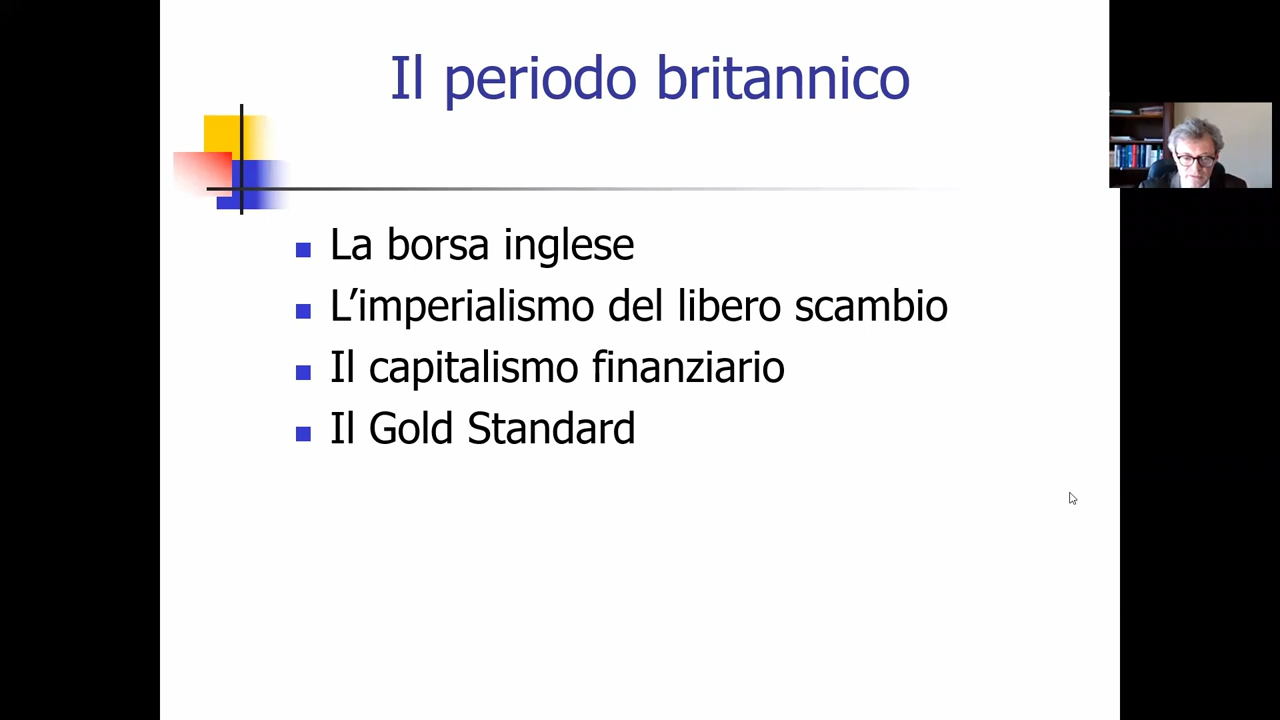 Il periodo britannico
La borsa inglese
L’imperialismo del libero scambio
Il capitalismo finanziario
Il Gold Standard